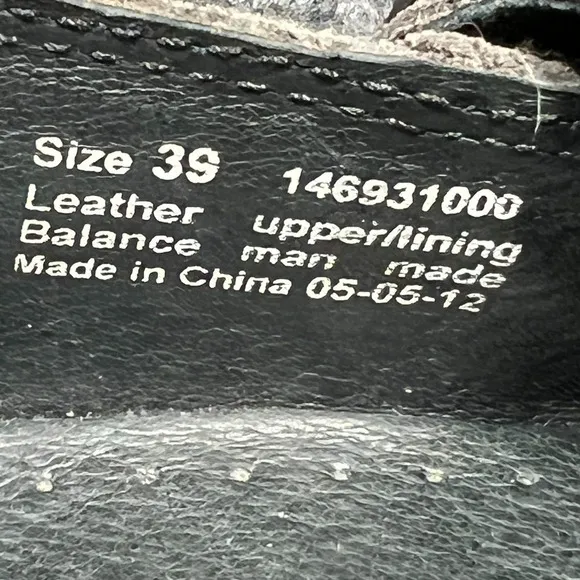 Size 39 146931000
Leather upper/lining
Balance man made
Made in China 05-05-12